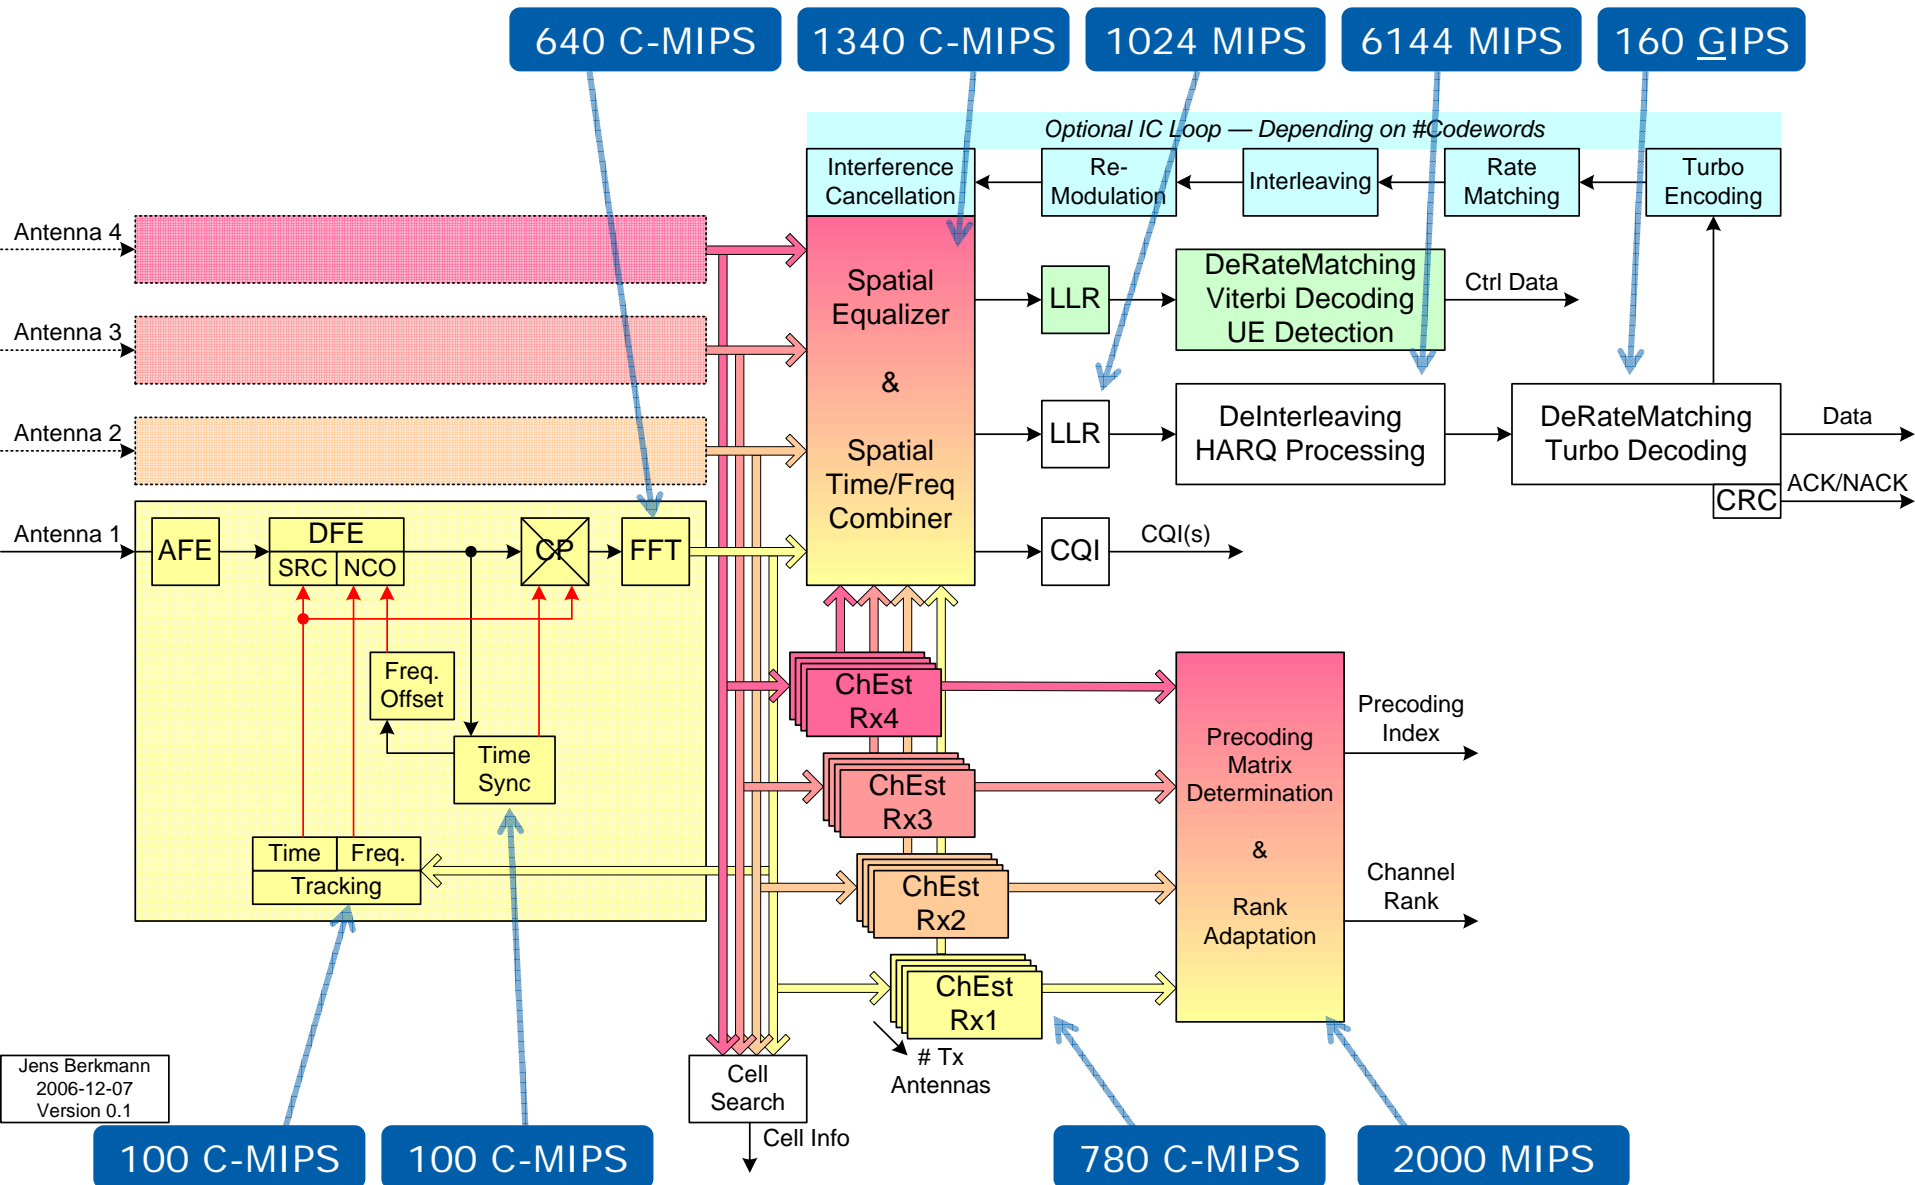 640 C-MIPS
1340 C-MIPS
1024 MIPS
6144 MIPS
160 GIPS
Optional IC Loop — Depending on #Codewords
Interference
Cancellation
Re-
Modulation
Interleaving
Rate
Matching
Turbo
Encoding
Antenna 4
Antenna 3
Antenna 2
Antenna 1
Spatial
Equalizer
&
Spatial
Time/Freq
Combiner
LLR
DeRateMatching
Viterbi Decoding
UE Detection
Ctrl Data
LLR
DeInterleaving
HARQ Processing
DeRateMatching
Turbo Decoding
Data
CRC
ACK/NACK
CQI
CQI(s)
AFE
DFE
SRC
NCO
CP
FFT
Freq.
Offset
Time
Sync
Time
Freq.
Tracking
ChEst
Rx4
ChEst
Rx3
ChEst
Rx2
ChEst
Rx1
# Tx
Antennas
Precoding
Matrix
Determination
&
Rank
Adaptation
Precoding
Index
Channel
Rank
Cell
Search
Cell Info
Jens Berkmann
2006-12-07
Version 0.1
100 C-MIPS
100 C-MIPS
780 C-MIPS
2000 MIPS